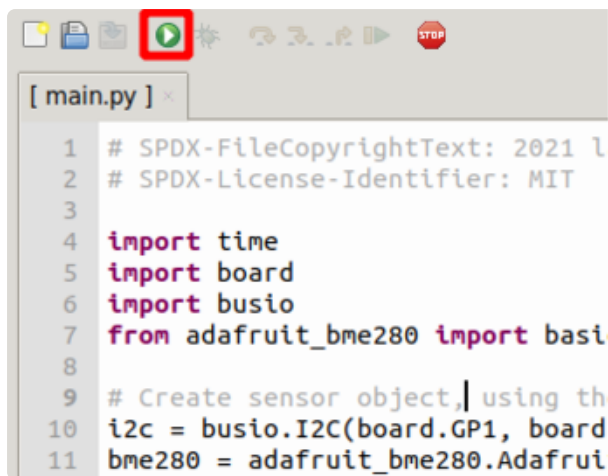 STOP
[ main.py ] ×
1 # SPDX-FileCopyrightText: 2021 l
2 # SPDX-License-Identifier: MIT
3
4 import time
5 import board
6 import busio
7 from adafruit_bme280 import basi
8
9 # Create sensor object, using th
10 i2c = busio.I2C(board.GP1, board
11 bme280 = adafruit_bme280.Adafrui